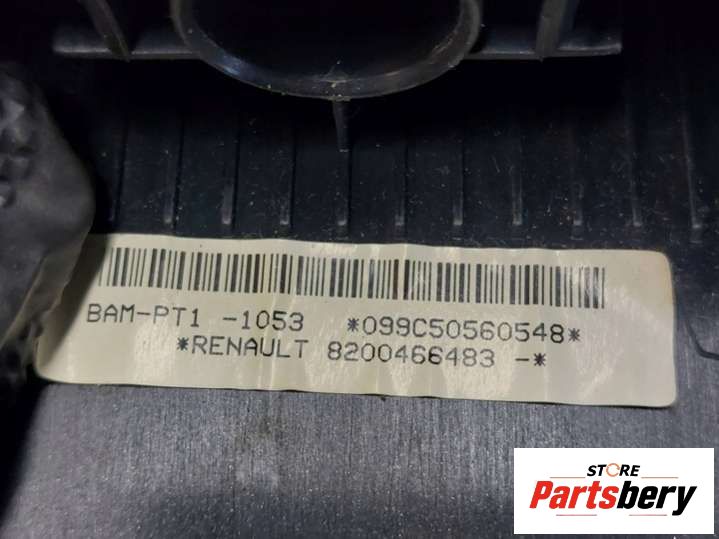 BAM-PT1 -1053 *099C50560548*
*RENAULT 8200466483 -*
STORE
Partsbery